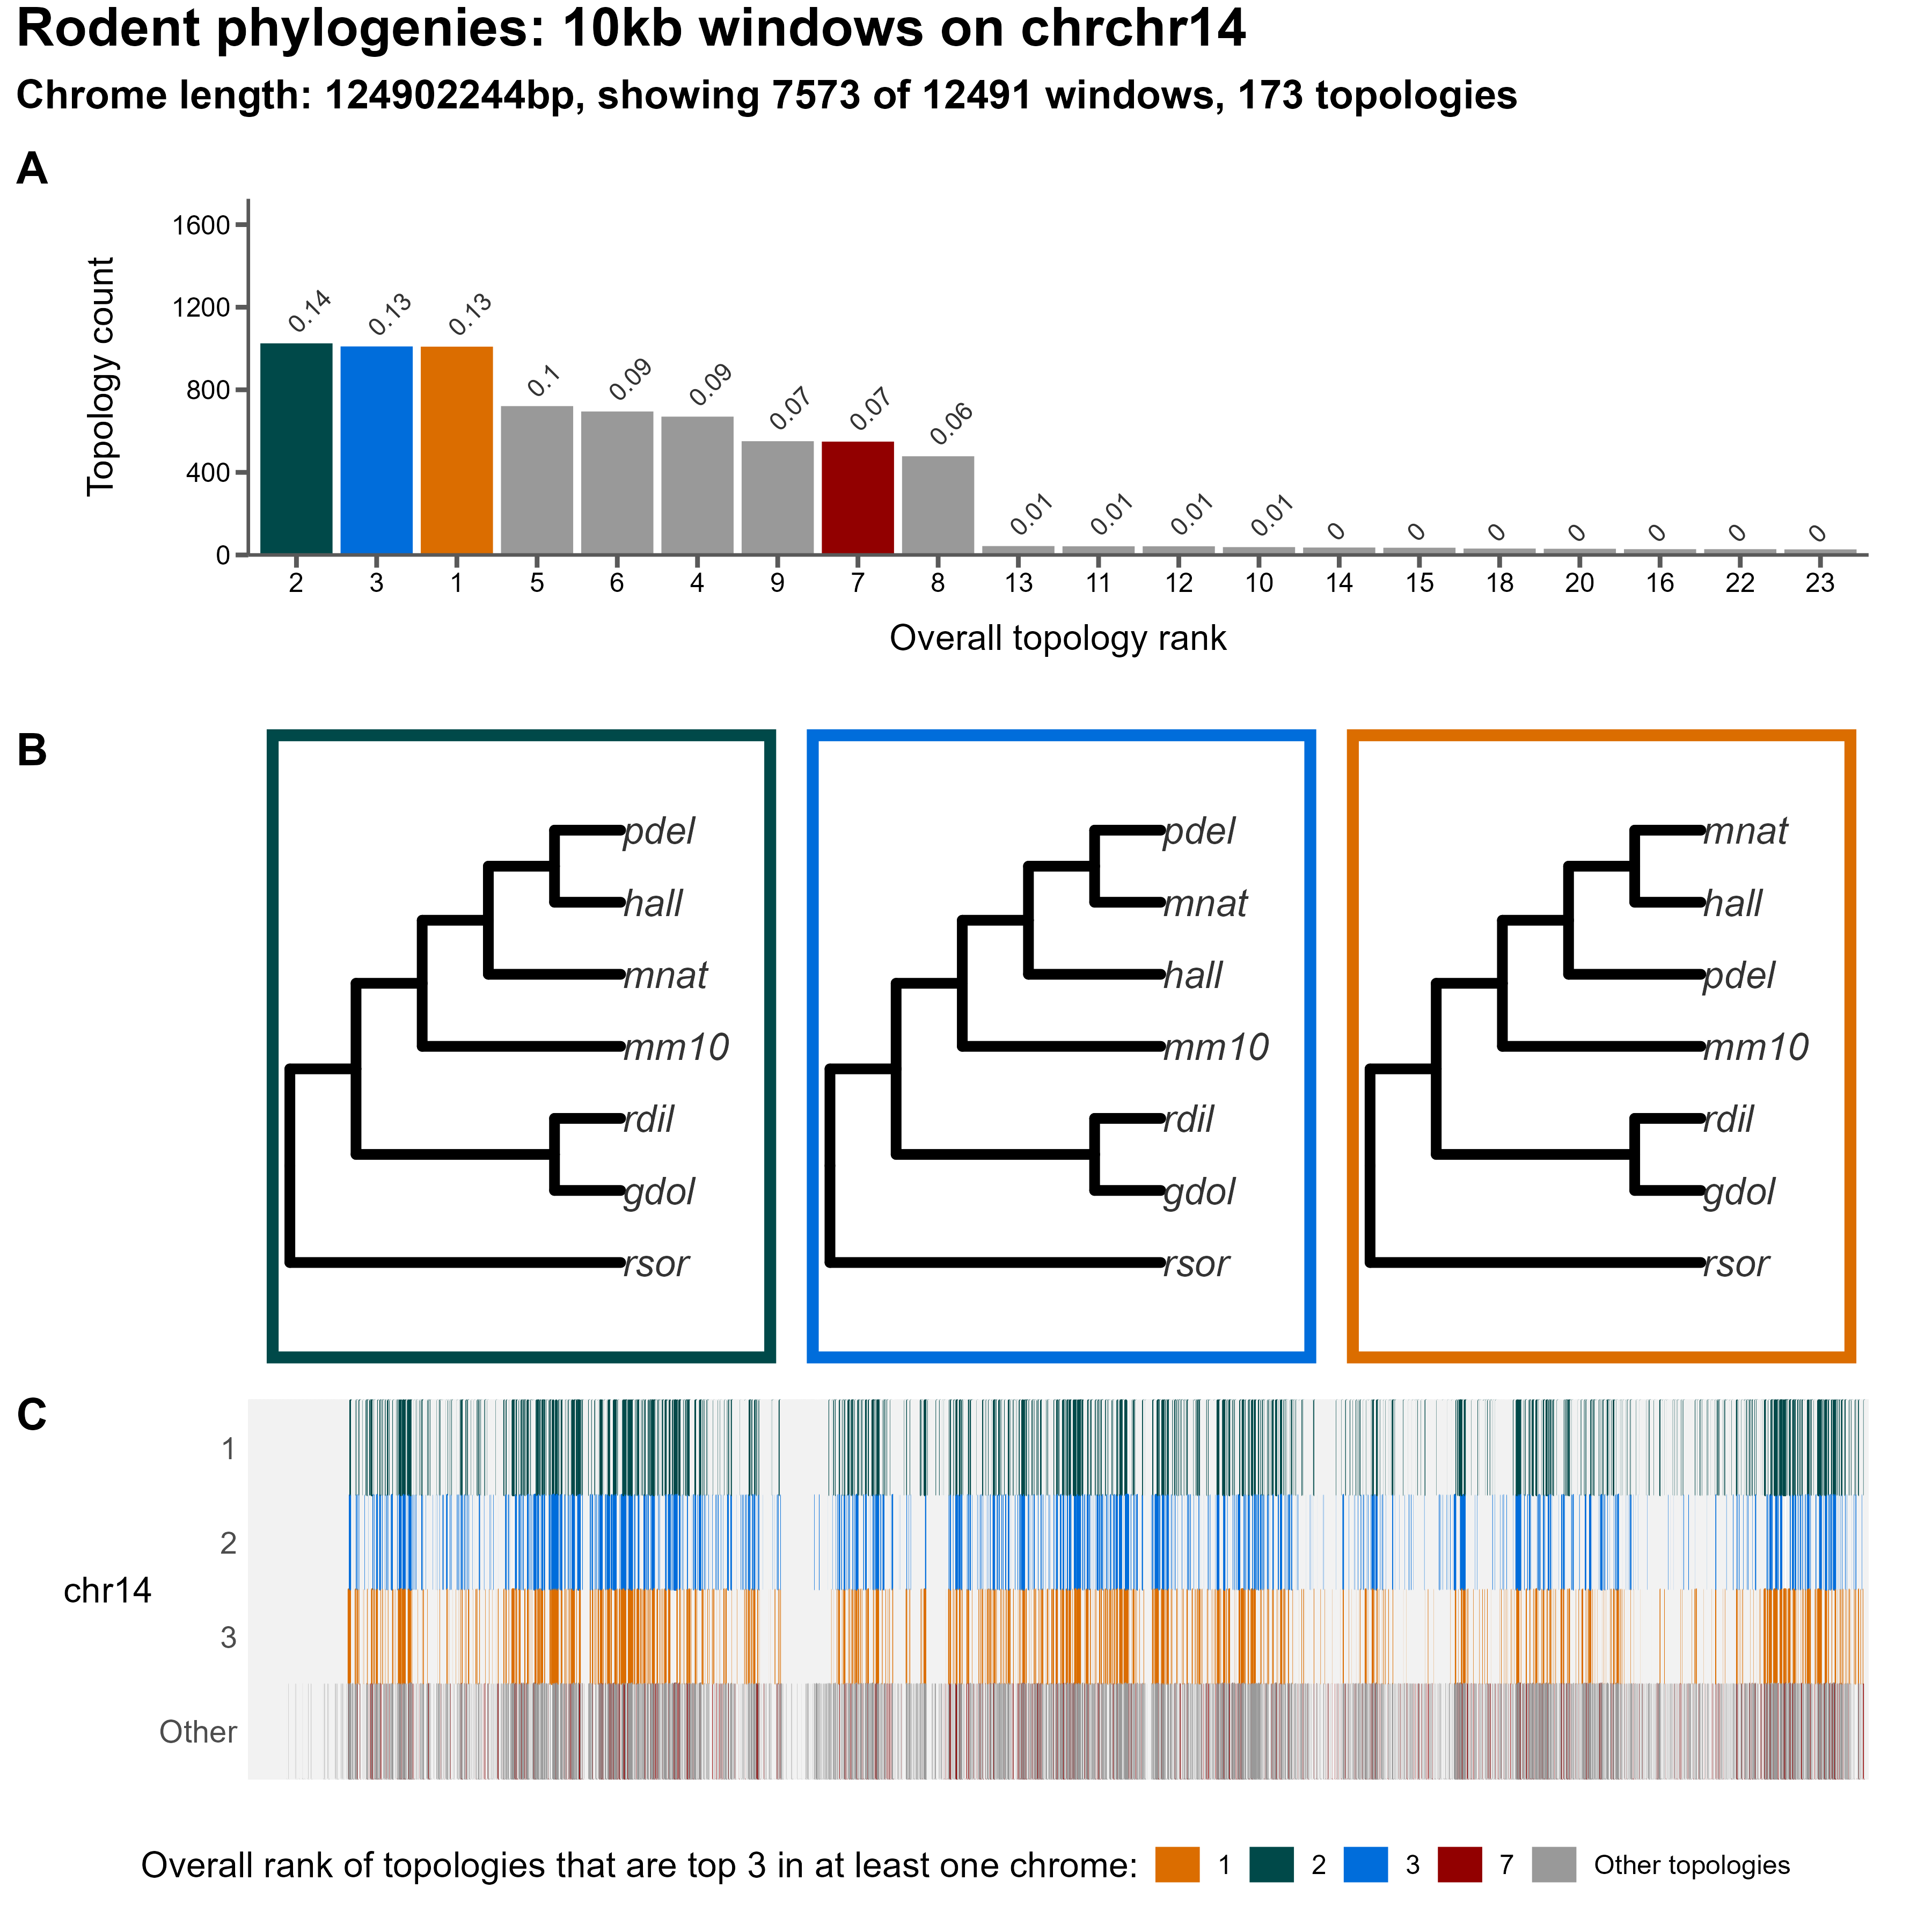 Rodent phylogenies: 10kb windows on chrchr14
Chrome length: 124902244bp, showing 7573 of 12491 windows, 173 topologies
A
Topology count
1600
1200
800
400
0
0.14 0.13 0.13 0.1 0.09 0.09 0.07 0.07 0.06 0.01 0.01 0.01 0.01 0 0 0 0 0 0 0
2 3 1 5 6 4 9 7 8 13 11 12 10 14 15 18 20 16 22 23
Overall topology rank
B
pdel
hall
mnat
mm10
rdil
gdol
rsor
pdel
mnat
hall
mm10
rdil
gdol
rsor
mnat
hall
pdel
mm10
rdil
gdol
rsor
C
chr14
1
2
3
Other
Overall rank of topologies that are top 3 in at least one chrome: 1 2 3 7 Other topologies